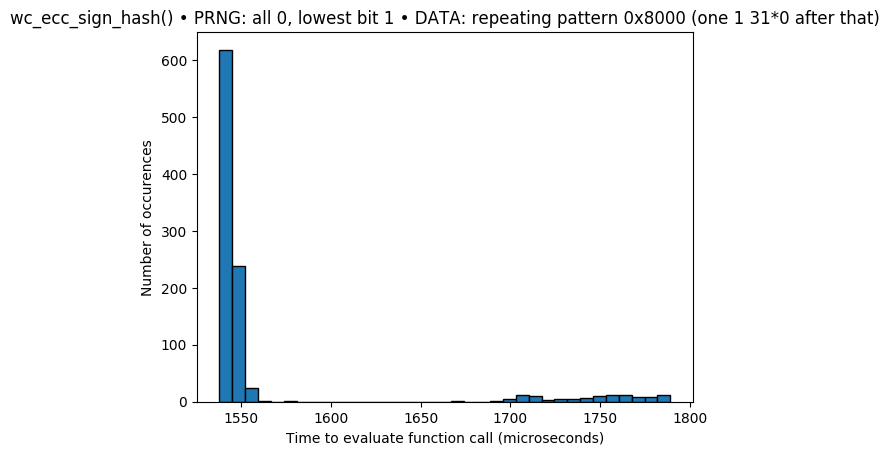 wc_ecc_sign_hash() • PRNG: all 0, lowest bit 1 • DATA: repeating pattern 0x8000 (one 1 31*0 after that)
600
500
400
300
200
100
0
Number of occurences
1550 1600 1650 1700 1750 1800
Time to evaluate function call (microseconds)